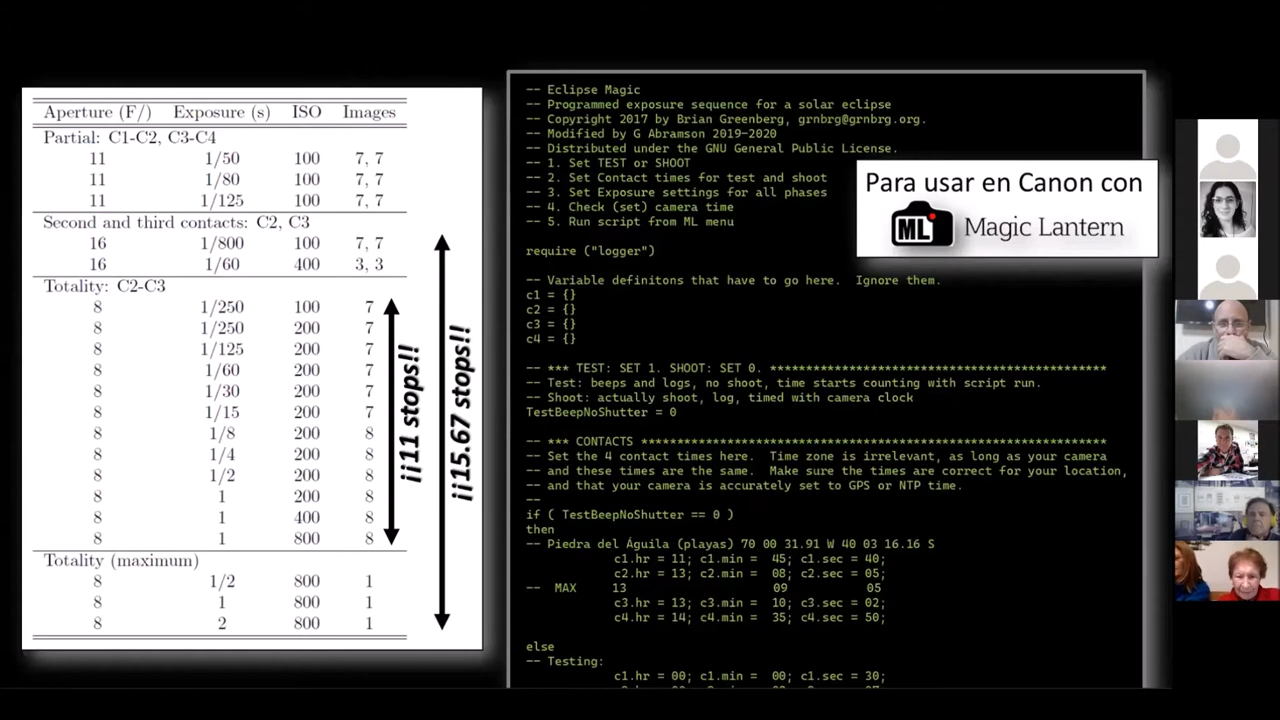 Aperture (F/) Exposure (s) ISO Images
Partial: C1-C2, C3-C4
11 1/50 100 7, 7
11 1/80 100 7, 7
11 1/125 100 7, 7
Second and third contacts: C2, C3
16 1/800 100 7, 7
16 1/60 400 3, 3
Totality: C2-C3
8 1/250 100 7
8 1/250 200 7
8 1/125 200 7
8 1/60 200 7
8 1/30 200 7
8 1/15 200 7
8 1/8 200 8
8 1/4 200 8
8 1/2 200 8
8 1 200 8
8 1 400 8
8 1 800 8
Totality (maximum)
8 1/2 800 1
8 1 800 1
8 2 800 1
¡¡11 stops!!
¡¡15.67 stops!!
-- Eclipse Magic
-- Programmed exposure sequence for a solar eclipse
-- Copyright 2017 by Brian Greenberg, grnbrg@grnbrg.org.
-- Modified by G Abramson 2019-2020
-- Distributed under the GNU General Public License.
-- 1. Set TEST or SHOOT
-- 2. Set Contact times for test and shoot
-- 3. Set Exposure settings for all phases
-- 4. Check (set) camera time
-- 5. Run script from ML menu
require ("logger")
-- Variable definitons that have to go here.  Ignore them.
c1 = {}
c2 = {}
c3 = {}
c4 = {}
-- *** TEST: SET 1. SHOOT: SET 0. *******************************************
-- Test: beeps and logs, no shoot, time starts counting with script run.
-- Shoot: actually shoot, log, timed with camera clock
TestBeepNoShutter = 0
-- *** CONTACTS *************************************************************
-- Set the 4 contact times here.  Time zone is irrelevant, as long as your camera
-- and these times are the same.  Make sure the times are correct for your location,
-- and that your camera is accurately set to GPS or NTP time.
--
if ( TestBeepNoShutter == 0 )
then
-- Piedra del Águila (playas) 70 00 31.91 W 40 03 16.16 S
c1.hr = 11; c1.min =  45; c1.sec = 40;
c2.hr = 13; c2.min =  08; c2.sec = 05;
--  MAX 13 09 05
c3.hr = 13; c3.min =  10; c3.sec = 02;
c4.hr = 14; c4.min =  35; c4.sec = 50;
else
-- Testing:
c1.hr = 00; c1.min =  00; c1.sec = 30;
Para usar en Canon con
ML Magic Lantern